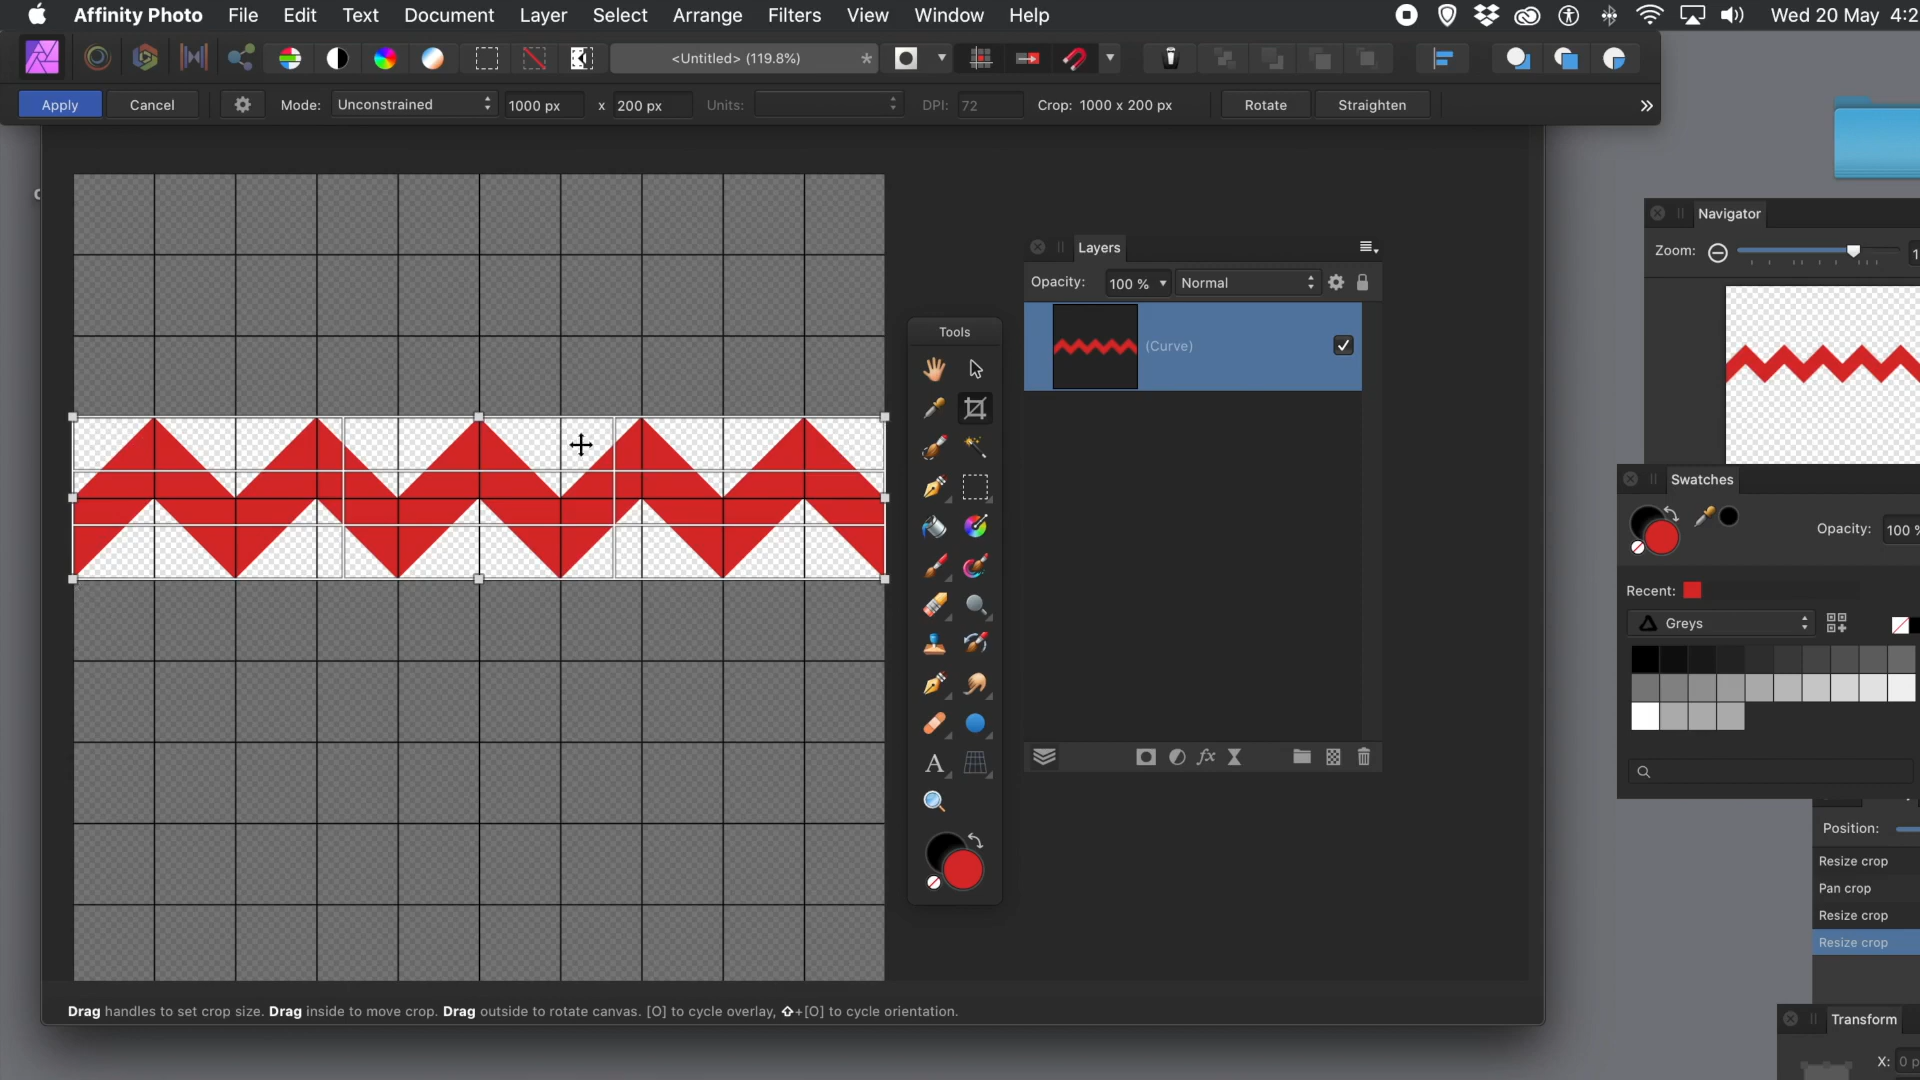 Affinity Photo File Edit Text Document Layer Select Arrange Filters View Window Help Wed 20 May 4:2
<Untitled> (119.8%) *
Apply Cancel Mode: Unconstrained 1000 px x 200 px Units: DPI: 72 Crop: 1000 x 200 px Rotate Straighten »
Navigator
Zoom:
Layers
Opacity: 100 % Normal
(Curve)
Tools
A
Swatches
Opacity: 100 %
Recent:
Greys
Position:
Resize crop
Pan crop
Resize crop
Resize crop
Drag handles to set crop size. Drag inside to move crop. Drag outside to rotate canvas. [O] to cycle overlay, ⇧+[O] to cycle orientation.
Transform
X: 0 p